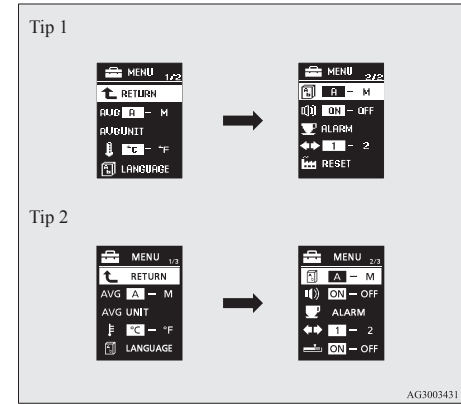 Tip 1
MENU 1/2
RETURN
AVG A - M
AVGUNIT
°C - °F
LANGUAGE
MENU 2/2
A - M
ON - OFF
ALARM
1 - 2
RESET
Tip 2
MENU 1/3
RETURN
AVG A - M
AVG UNIT
°C - °F
LANGUAGE
MENU 2/3
A - M
ON - OFF
ALARM
1 - 2
ON - OFF
AG3003431